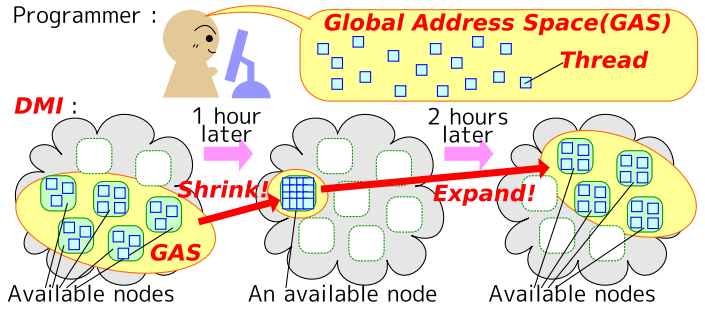 Programmer :
Global Address Space(GAS)
Thread
DMI :
1 hour
later
2 hours
later
Shrink!
Expand!
GAS
Available nodes
An available node
Available nodes